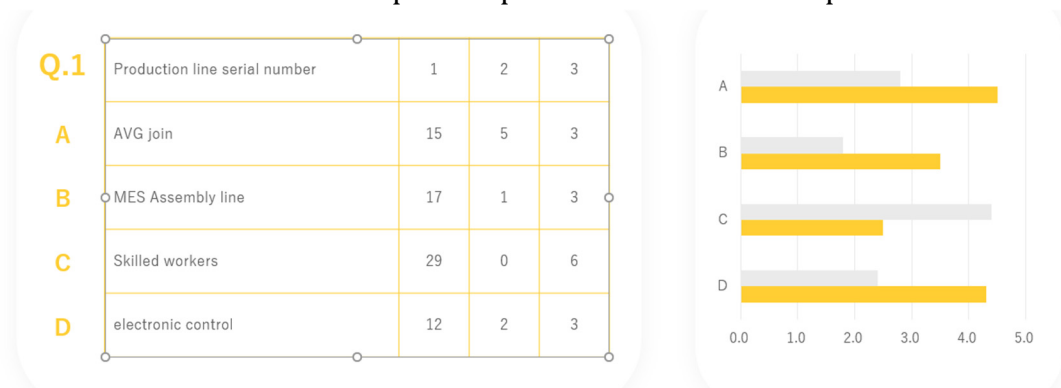 Q.1 Production line serial number 1 2 3
A AVG join 15 5 3
B MES Assembly line 17 1 3
C Skilled workers 29 0 6
D electronic control 12 2 3
A
B
C
D
0.0 1.0 2.0 3.0 4.0 5.0